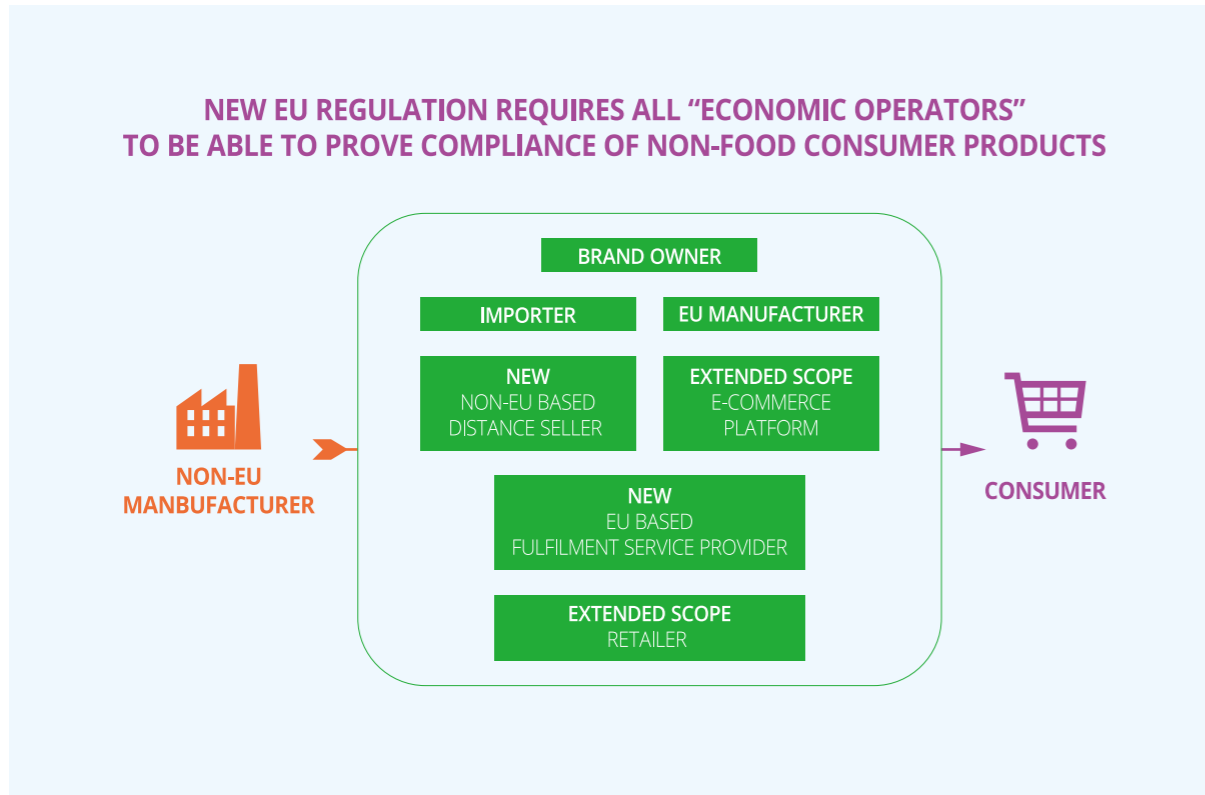 NEW EU REGULATION REQUIRES ALL “ECONOMIC OPERATORS”
TO BE ABLE TO PROVE COMPLIANCE OF NON-FOOD CONSUMER PRODUCTS
BRAND OWNER
IMPORTER
EU MANUFACTURER
NEW
NON-EU BASED
DISTANCE SELLER
EXTENDED SCOPE
E-COMMERCE
PLATFORM
NON-EU
MANBUFACTURER
CONSUMER
NEW
EU BASED
FULFILMENT SERVICE PROVIDER
EXTENDED SCOPE
RETAILER